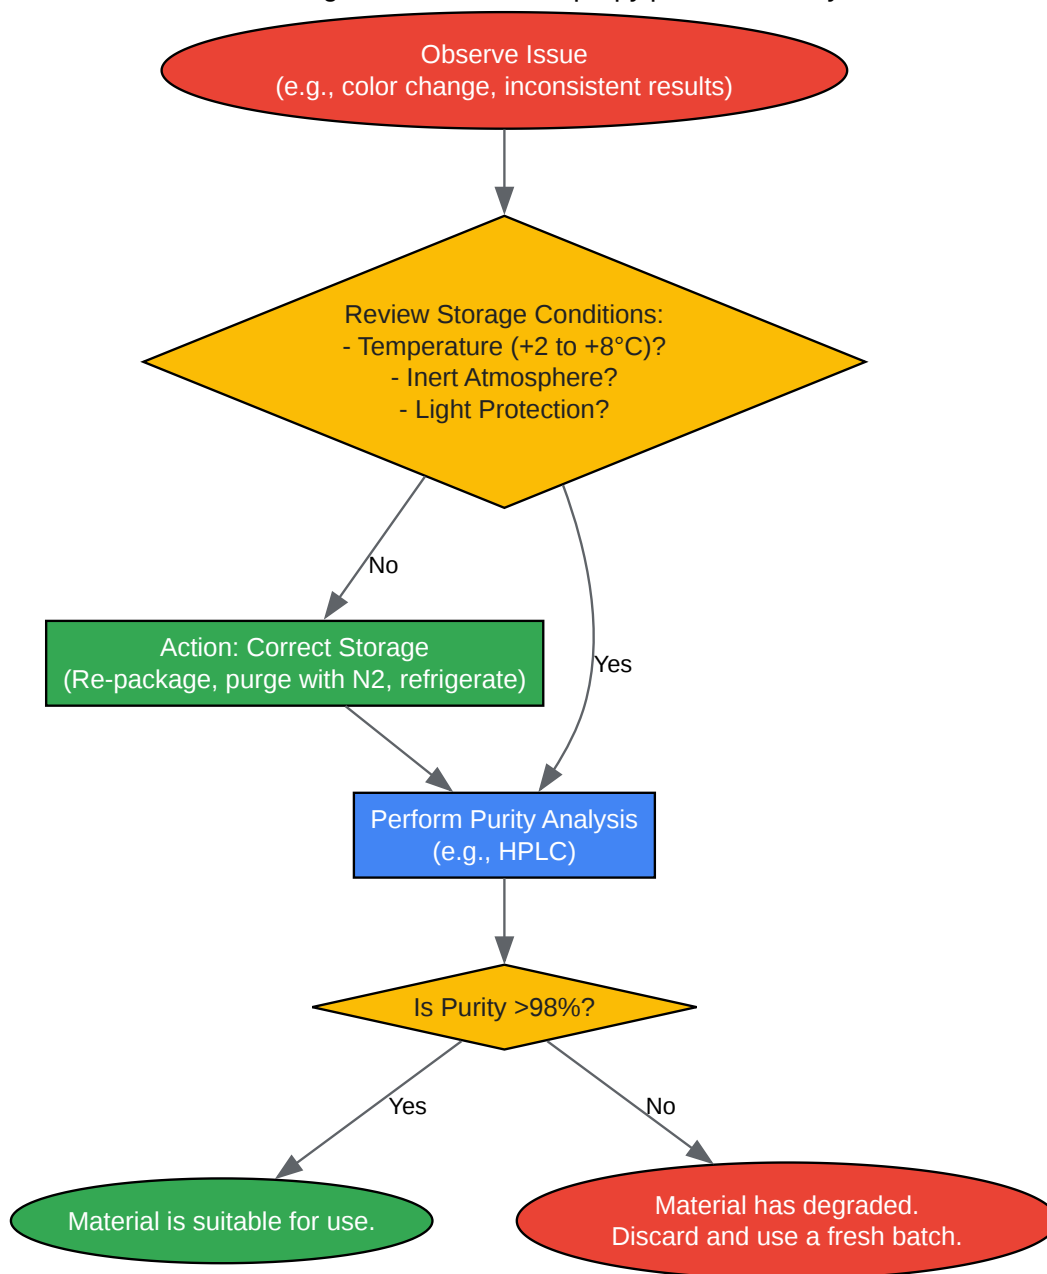 Observe Issue
(e.g., color change, inconsistent results)
Review Storage Conditions:
- Temperature (+2 to +8°C)?
- Inert Atmosphere?
- Light Protection?
No
Action: Correct Storage
(Re-package, purge with N2, refrigerate)
Yes
Perform Purity Analysis
(e.g., HPLC)
Is Purity >98%?
Yes
No
Material is suitable for use.
Material has degraded.
Discard and use a fresh batch.